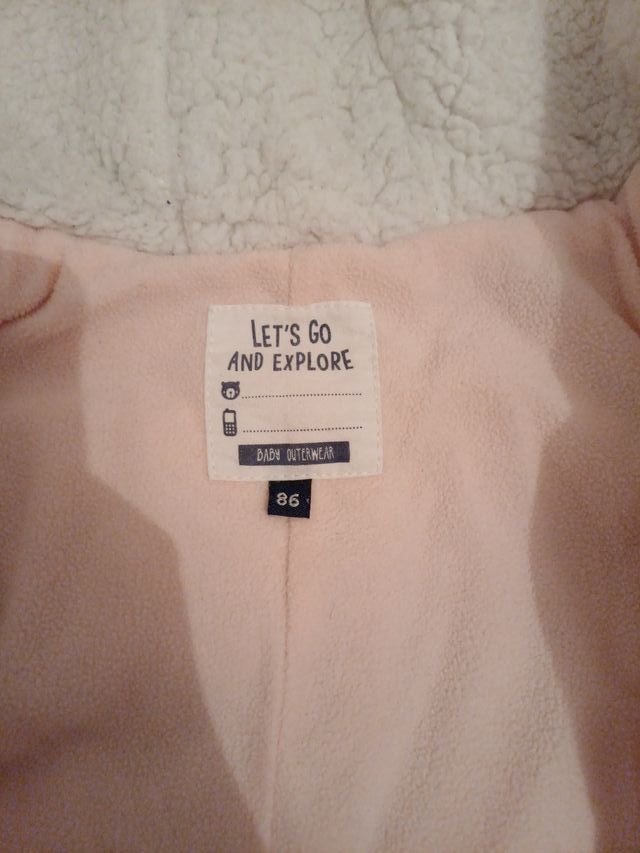 LET'S GO
AND EXPLORE
BABY OUTERWEAR
86